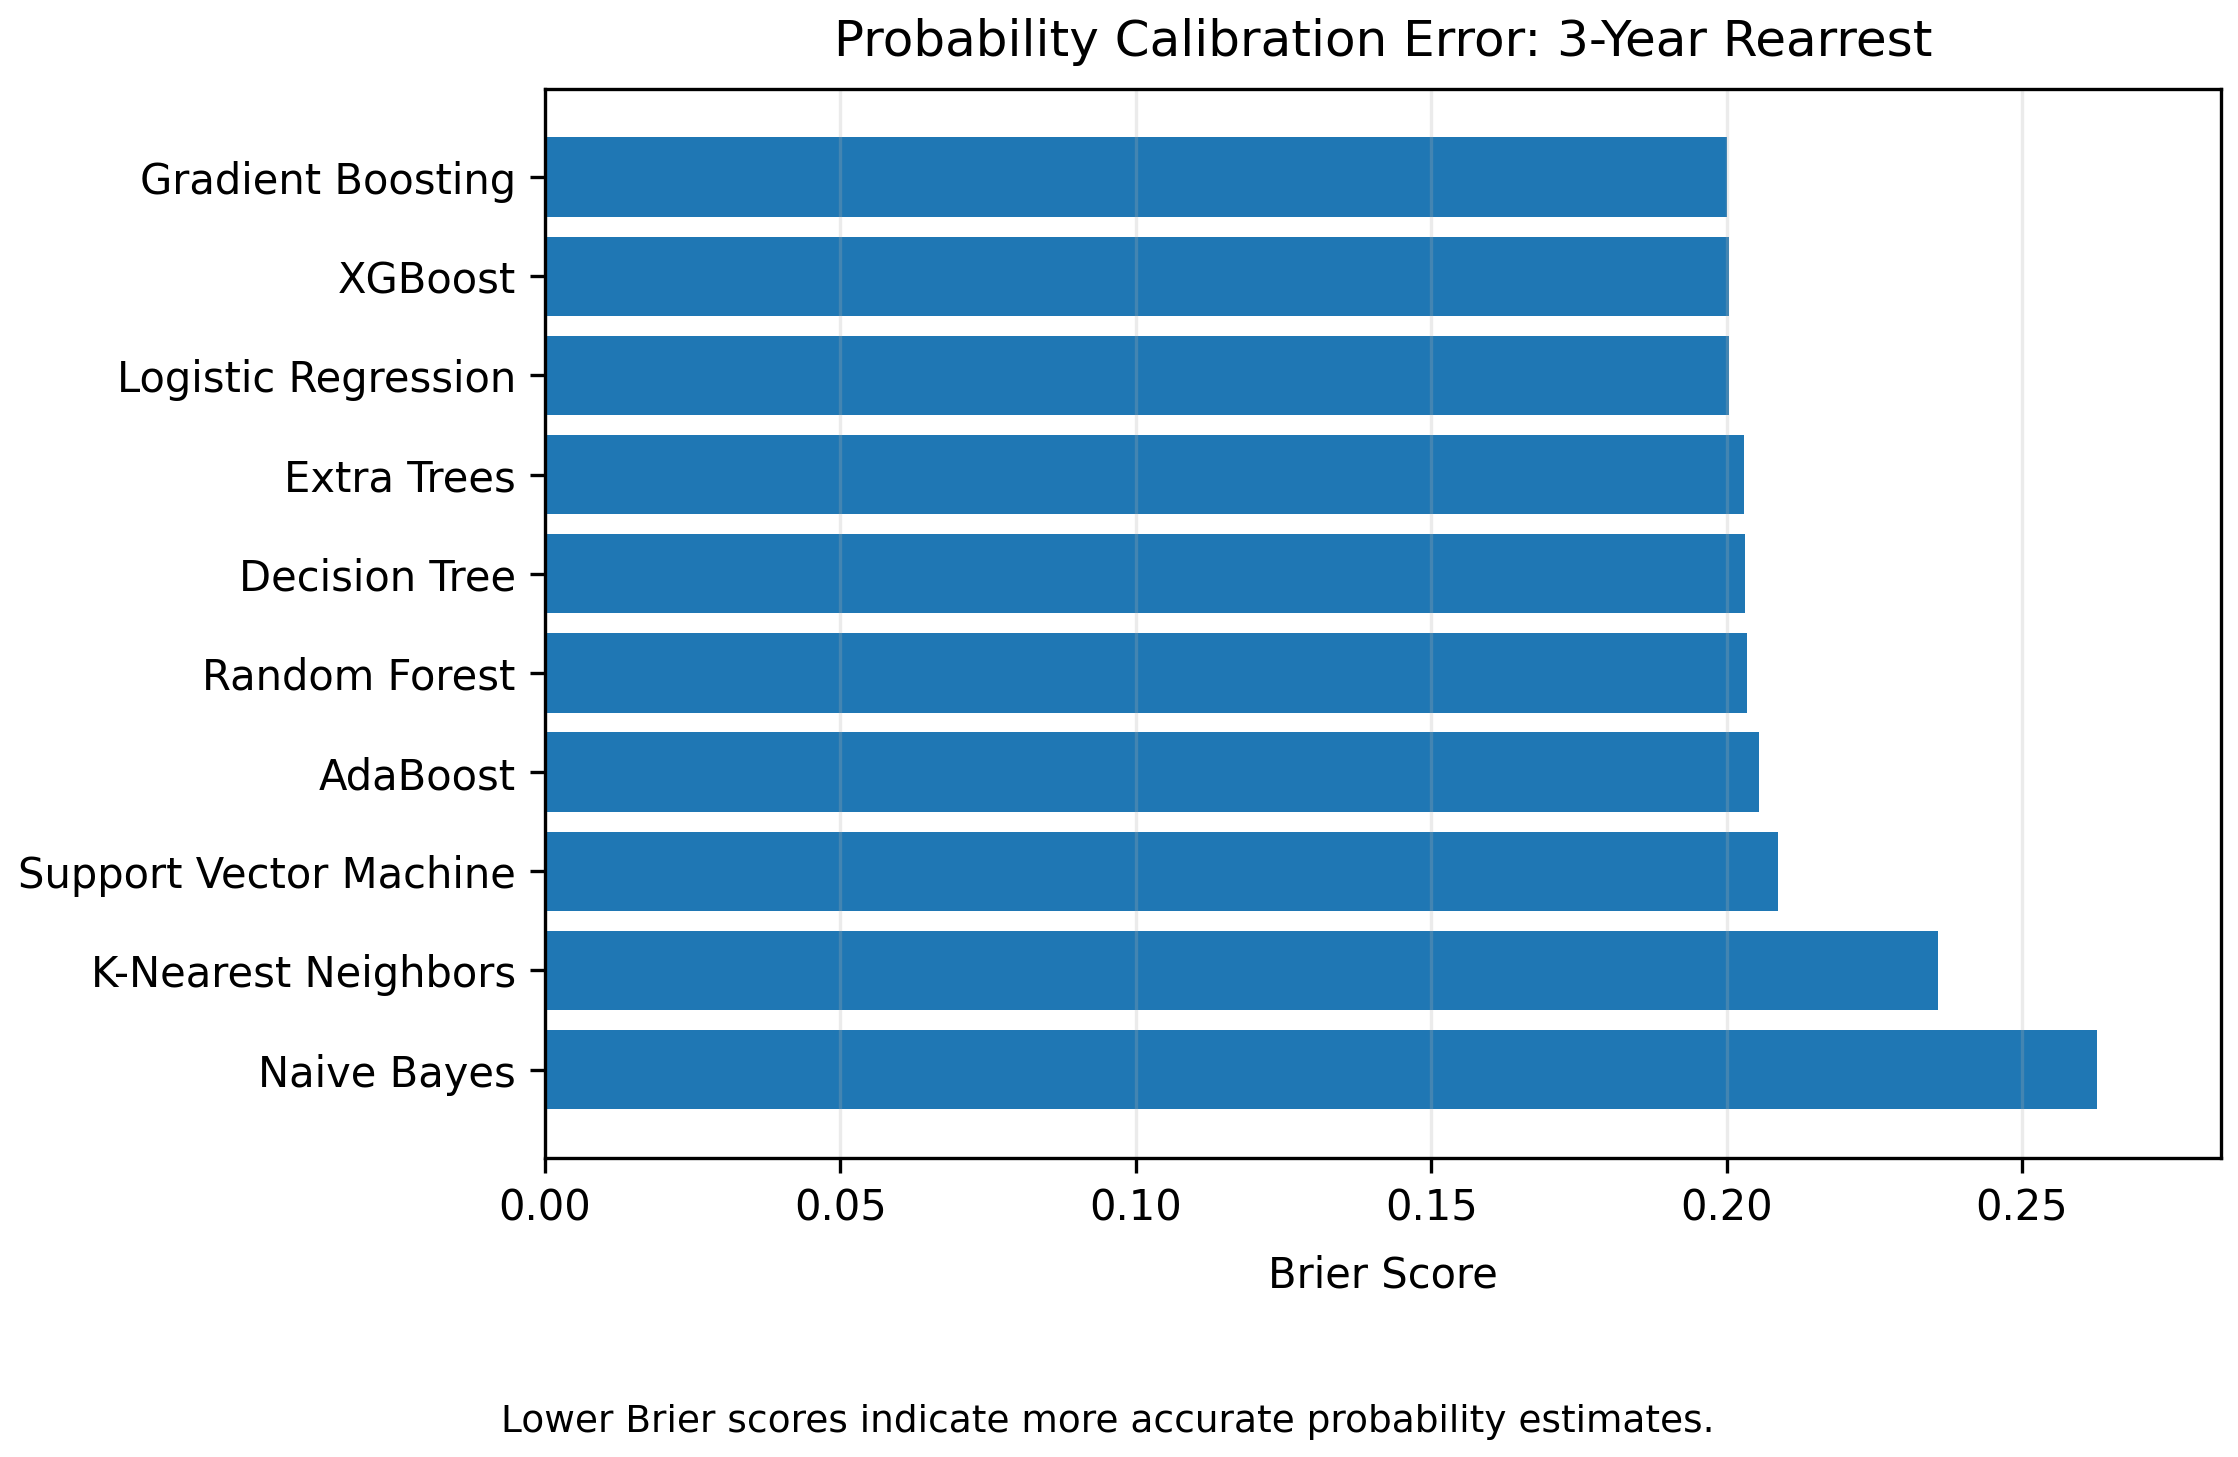 Probability Calibration Error: 3-Year Rearrest
Gradient Boosting
XGBoost
Logistic Regression
Extra Trees
Decision Tree
Random Forest
AdaBoost
Support Vector Machine
K-Nearest Neighbors
Naive Bayes
0.00 0.05 0.10 0.15 0.20 0.25
Brier Score
Lower Brier scores indicate more accurate probability estimates.